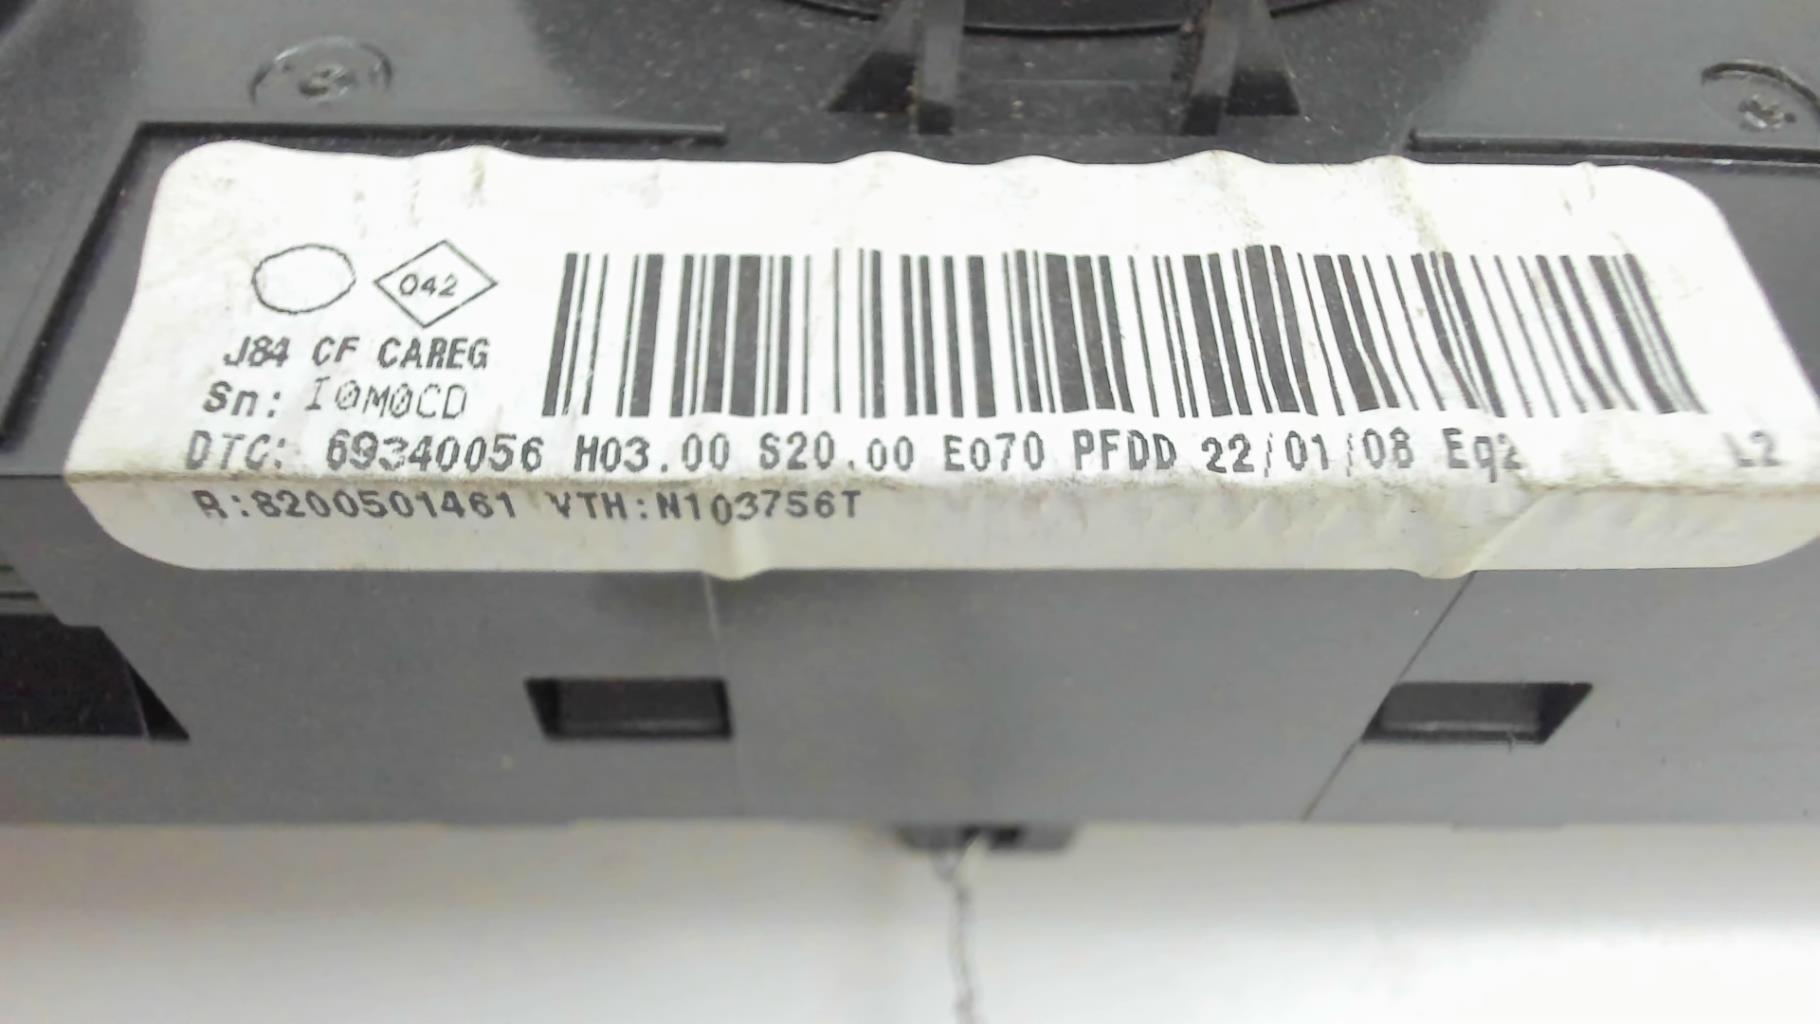 042
J84 CF CAREG
Sn: I0M0CD
DTC: 69340056 H03.00 S20.00 E070 PFDD 22/01/08 Eq2 L2
R:8200501461 VTH:N103756T